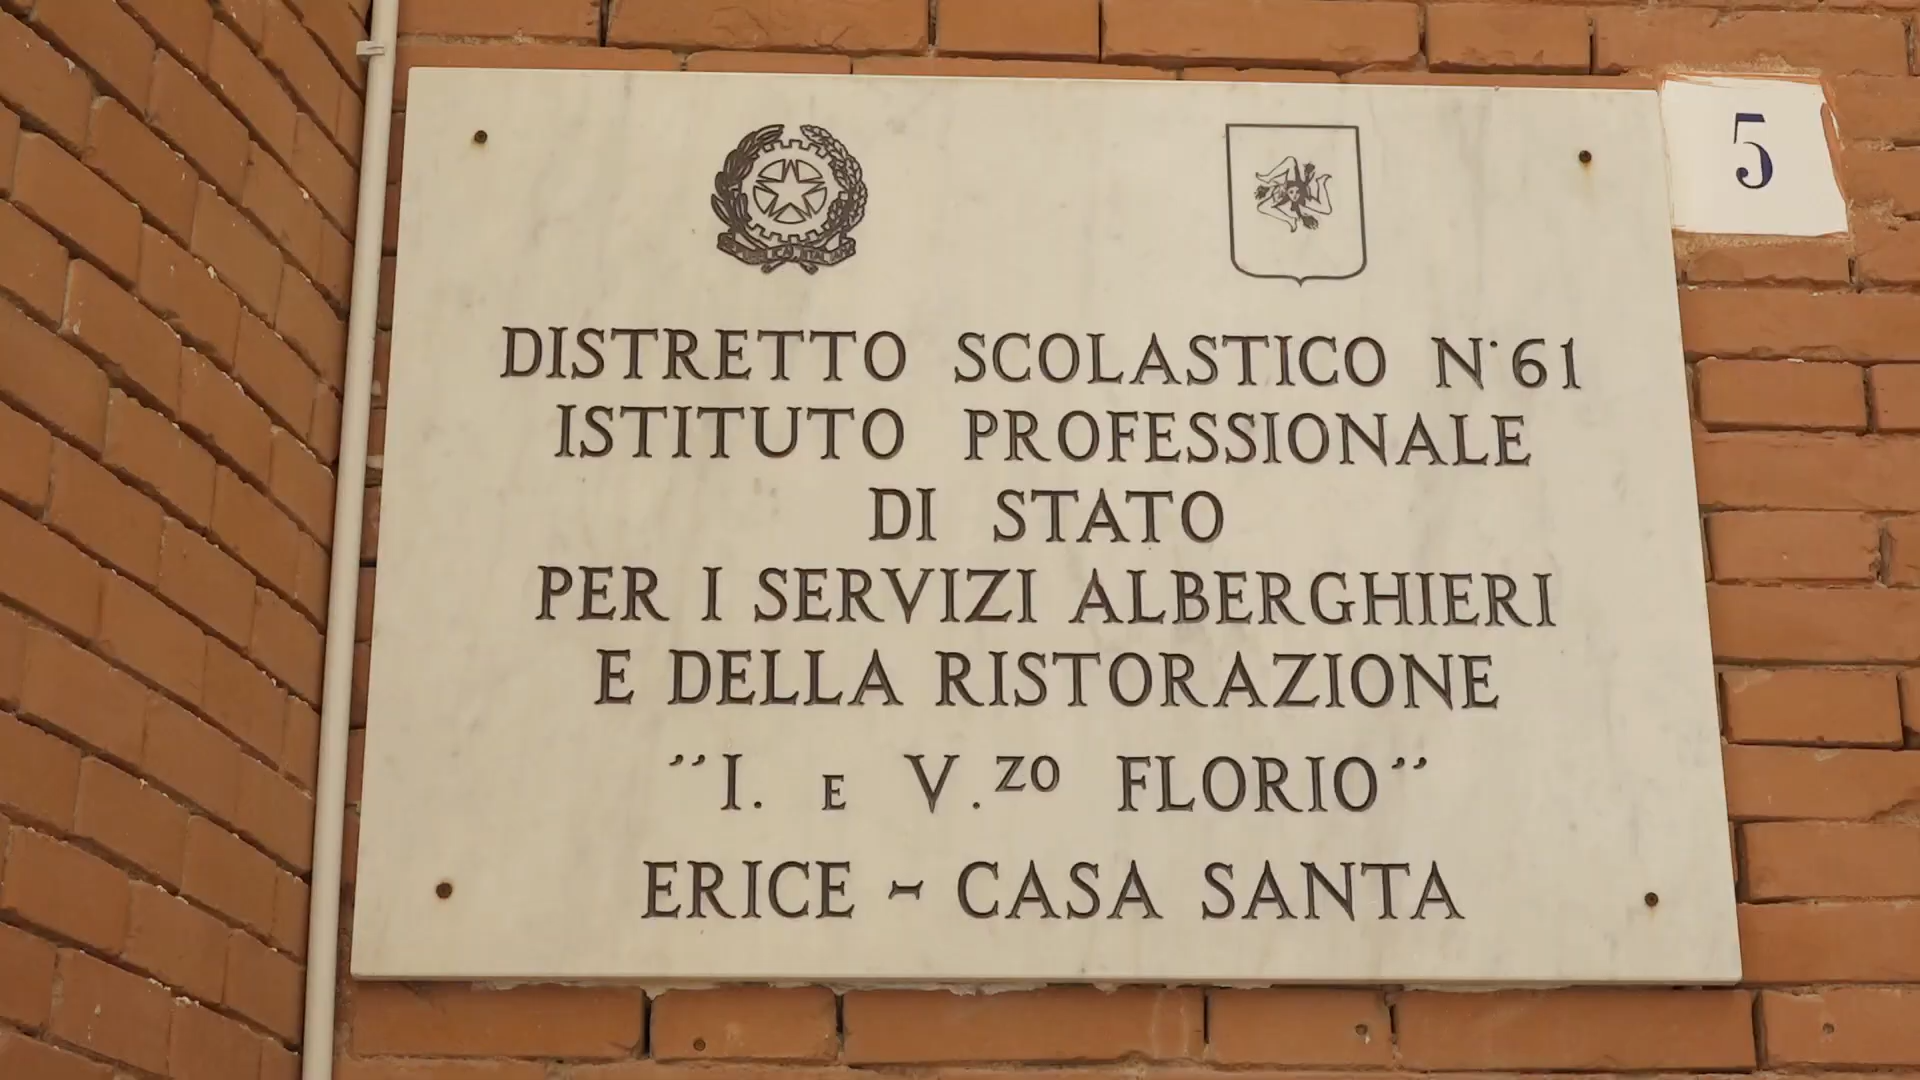 5
DISTRETTO SCOLASTICO N° 61
ISTITUTO PROFESSIONALE
DI STATO
PER I SERVIZI ALBERGHIERI
E DELLA RISTORAZIONE
"I. E V.ZO FLORIO"
ERICE - CASA SANTA